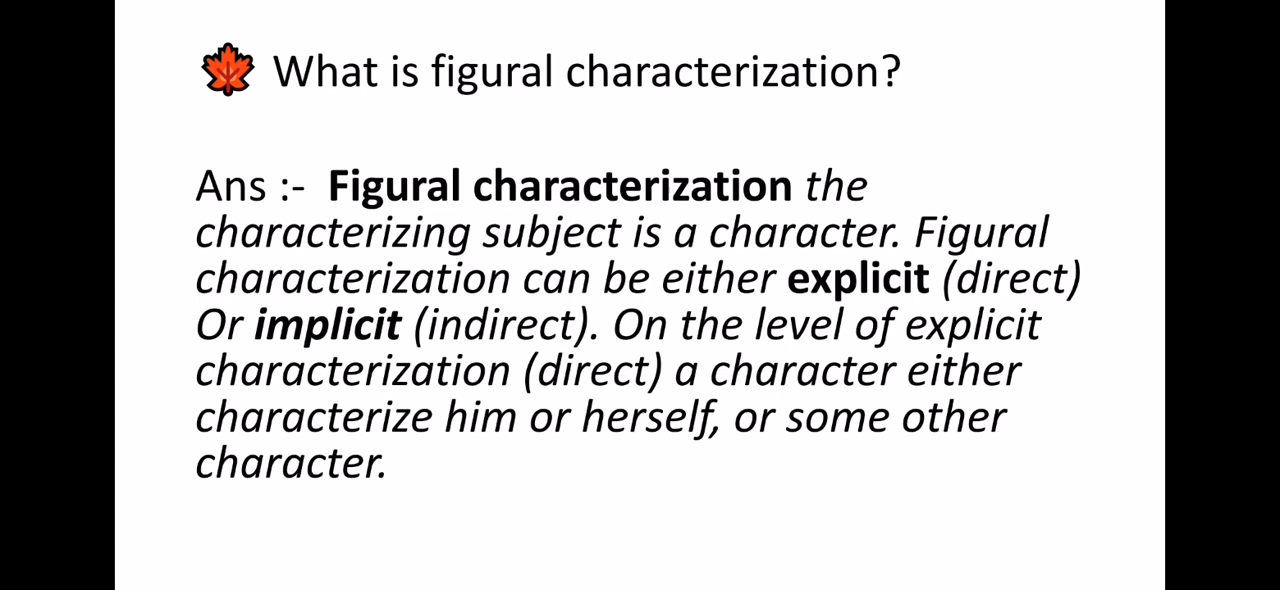 What is figural characterization?
Ans :- Figural characterization the
characterizing subject is a character. Figural
characterization can be either explicit (direct)
Or implicit (indirect). On the level of explicit
characterization (direct) a character either
characterize him or herself, or some other
character.